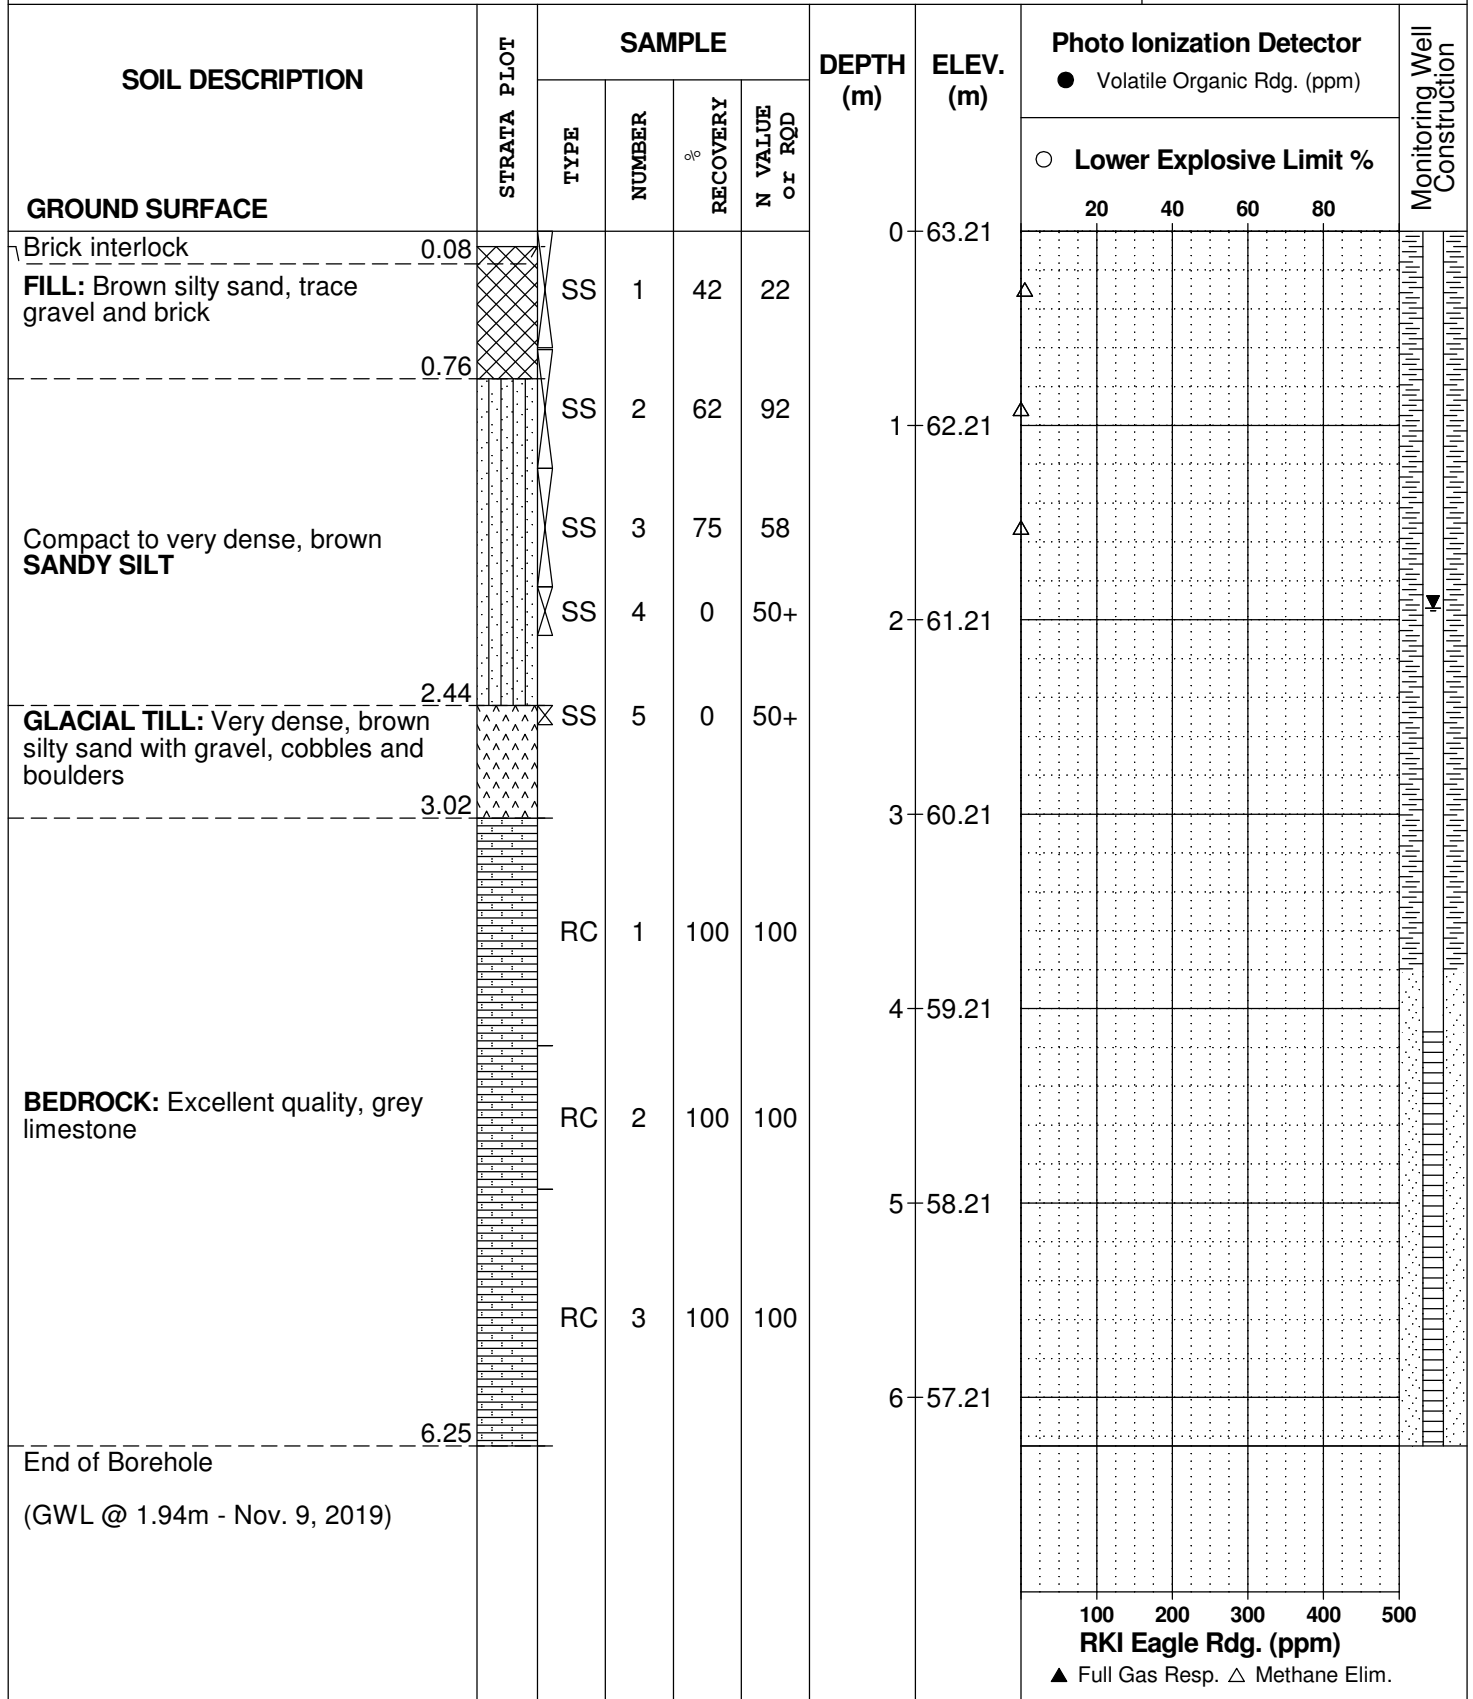 SOIL DESCRIPTION
GROUND SURFACE
STRATA PLOT
SAMPLE
TYPE
NUMBER
%
RECOVERY
N VALUE
or RQD
DEPTH
(m)
ELEV.
(m)
Photo Ionization Detector
● Volatile Organic Rdg. (ppm)
○ Lower Explosive Limit %
20 40 60 80
Monitoring Well
Construction
0 63.21
Brick interlock 0.08
FILL: Brown silty sand, trace
gravel and brick
SS 1 42 22
0.76
SS 2 62 92
1 62.21
Compact to very dense, brown
SANDY SILT
SS 3 75 58
SS 4 0 50+
2 61.21
2.44
GLACIAL TILL: Very dense, brown
silty sand with gravel, cobbles and
boulders
SS 5 0 50+
3.02
3 60.21
RC 1 100 100
4 59.21
BEDROCK: Excellent quality, grey
limestone
RC 2 100 100
5 58.21
RC 3 100 100
6 57.21
6.25
End of Borehole
(GWL @ 1.94m - Nov. 9, 2019)
100 200 300 400 500
RKI Eagle Rdg. (ppm)
▲ Full Gas Resp. △ Methane Elim.